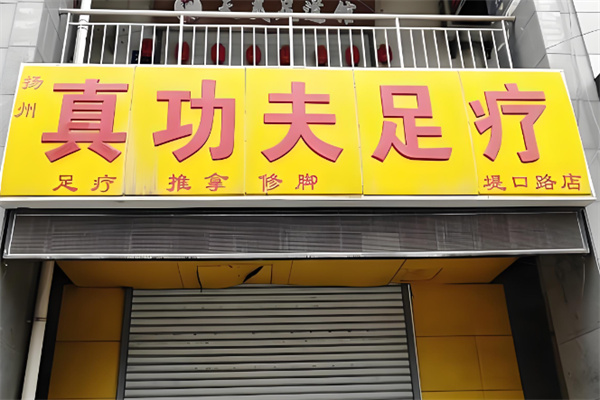 扬州
真功夫足疗
足疗 推拿 修脚 堤口路店